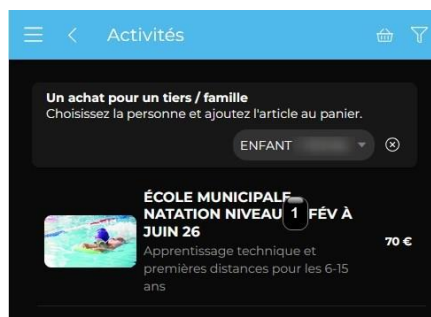 Activités
Un achat pour un tiers / famille
Choisissez la personne et ajoutez l'article au panier.
ENFANT
ÉCOLE MUNICIPALE
NATATION NIVEAU 1 FÉV À
JUIN 26
70 €
Apprentissage technique et
premières distances pour les 6-15
ans